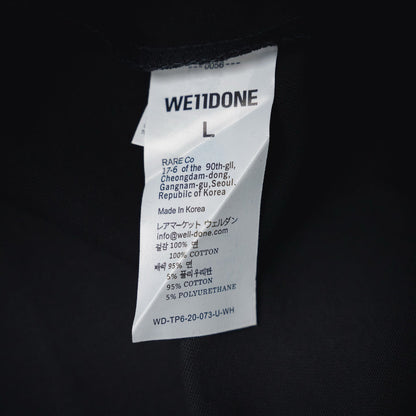 --- 0056 ---
WE11DONE
L
RARE Co
17-6 of the 90th-gil,
Cheongdam-dong,
Gangnam-gu,Seoul.
Republic of Korea
Made In Korea
レアマーケット ウェルダン
info@well-done.com
겉감 100% 면
100% COTTON
배색 95% 면
5% 폴리우레탄
95% COTTON
5% POLYURETHANE
WD-TP6-20-073-U-WH